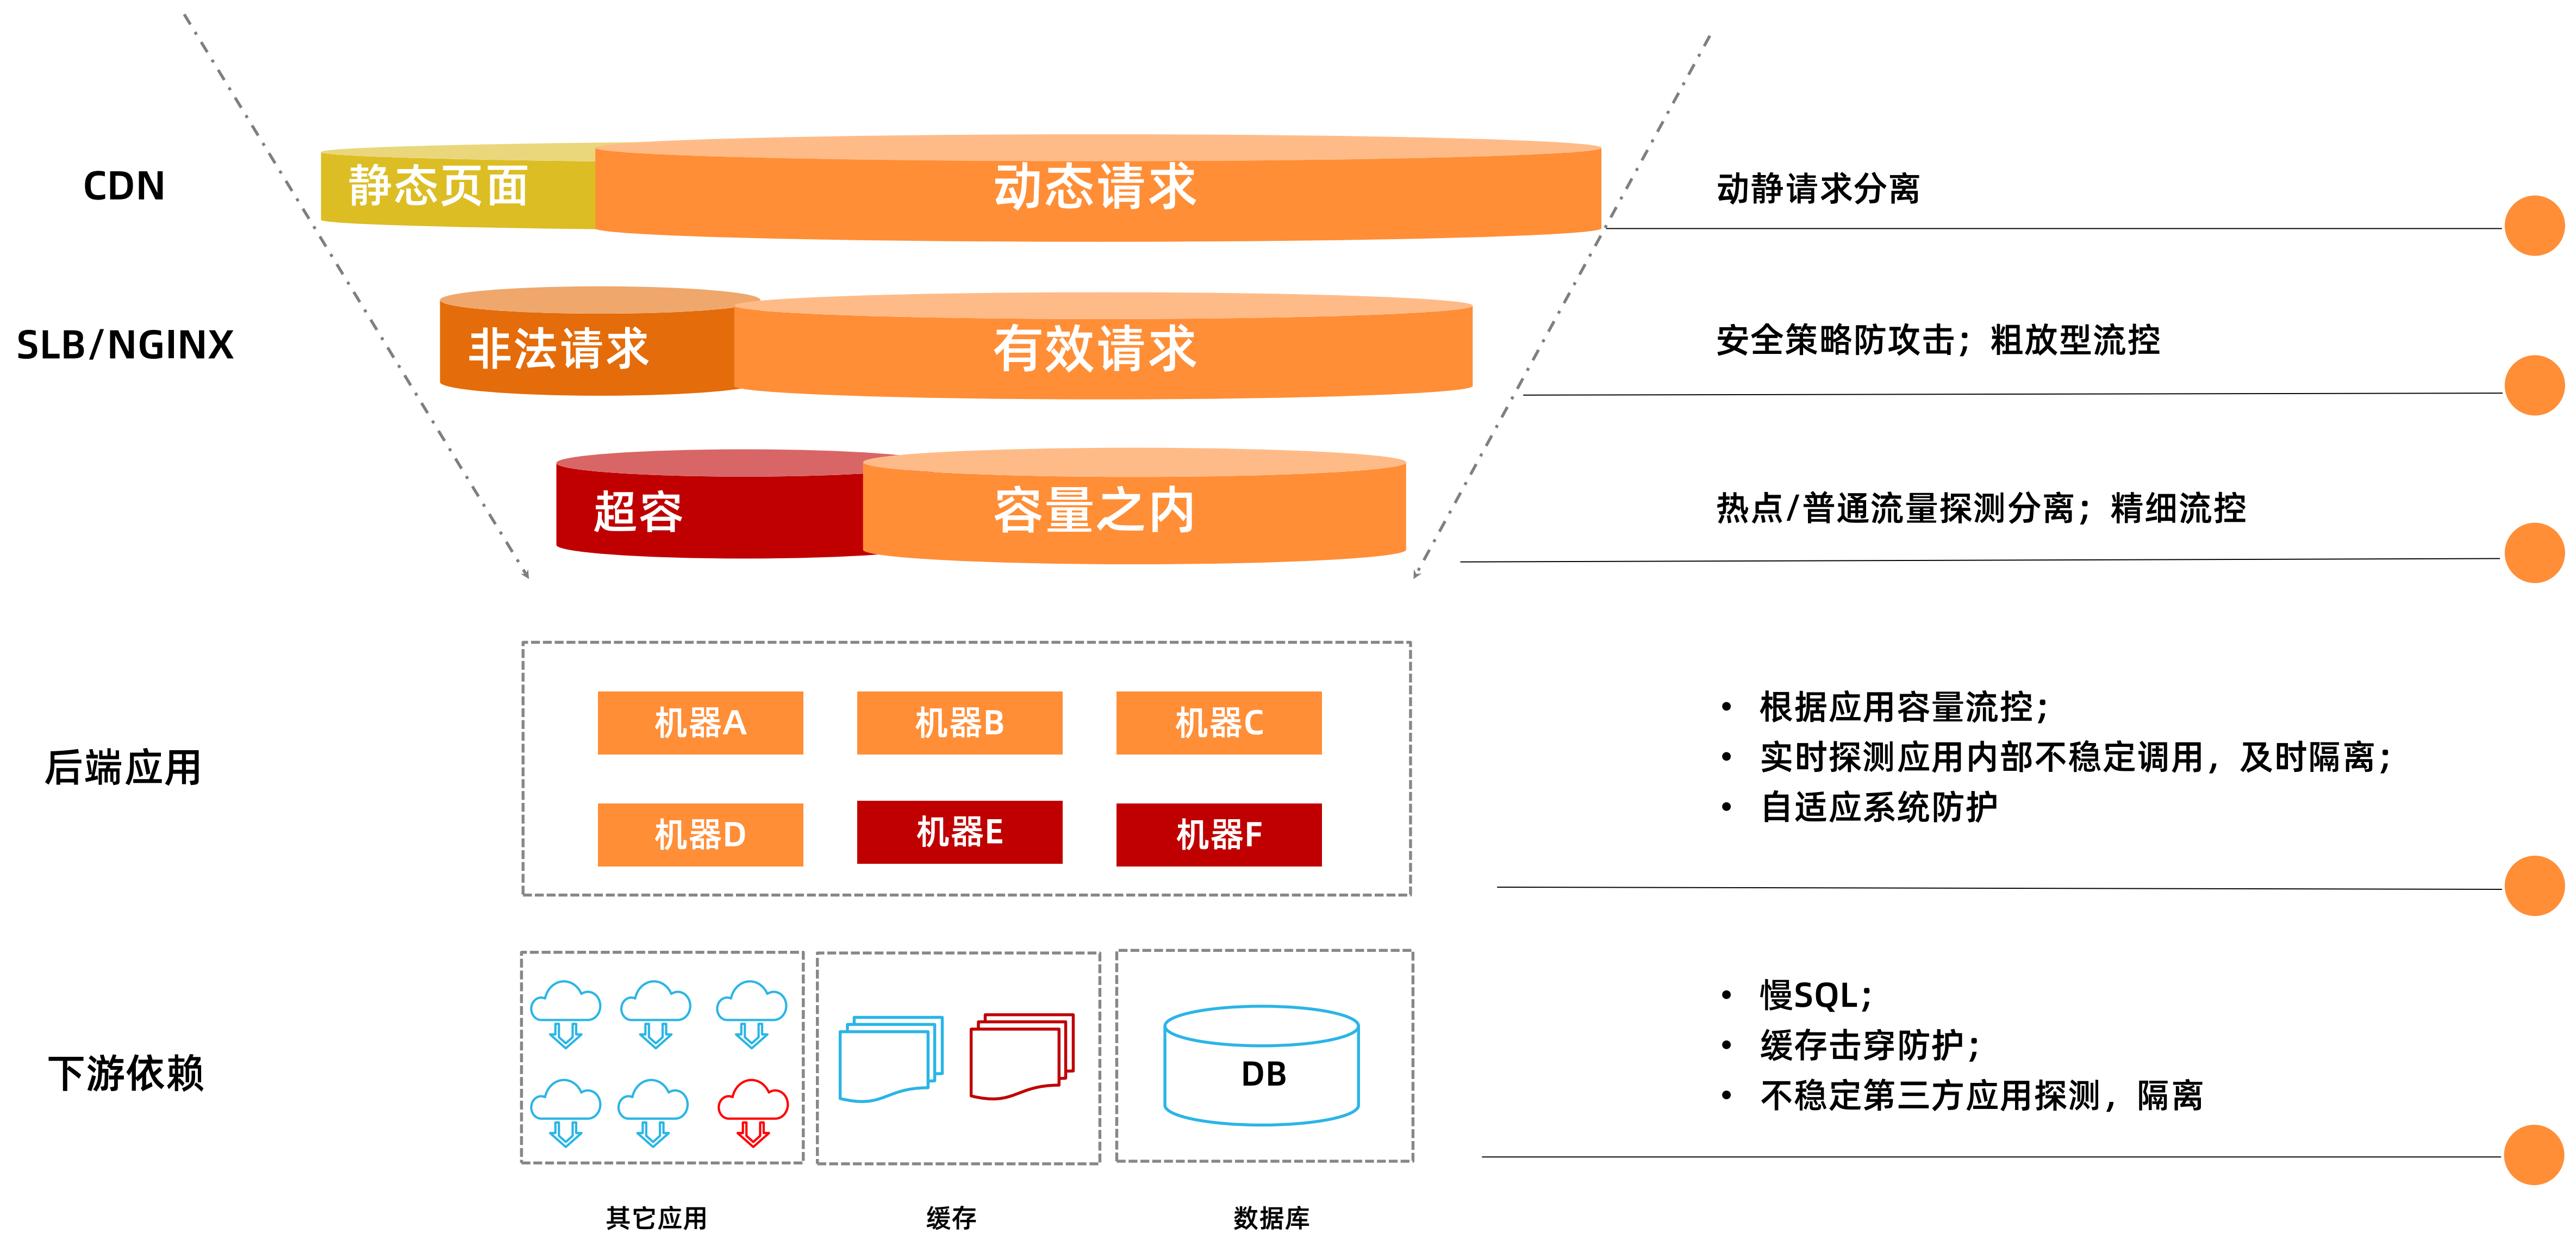 CDN
静态页面
动态请求
动静请求分离
SLB/NGINX
非法请求
有效请求
安全策略防攻击；粗放型流控
超容
容量之内
热点/普通流量探测分离；精细流控
后端应用
机器A
机器B
机器C
机器D
机器E
机器F
• 根据应用容量流控；
• 实时探测应用内部不稳定调用，及时隔离；
• 自适应系统防护
下游依赖
DB
• 慢SQL；
• 缓存击穿防护；
• 不稳定第三方应用探测，隔离
其它应用
缓存
数据库